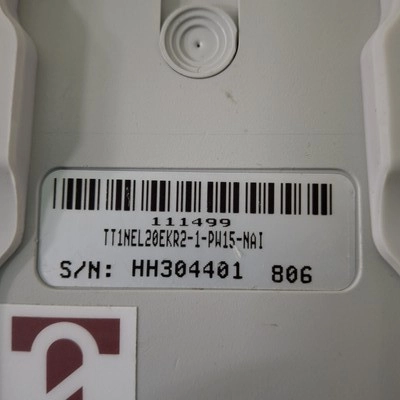 111499
TT1NEL20EKR2-1-PW15-NAI
S/N: HH304401 806